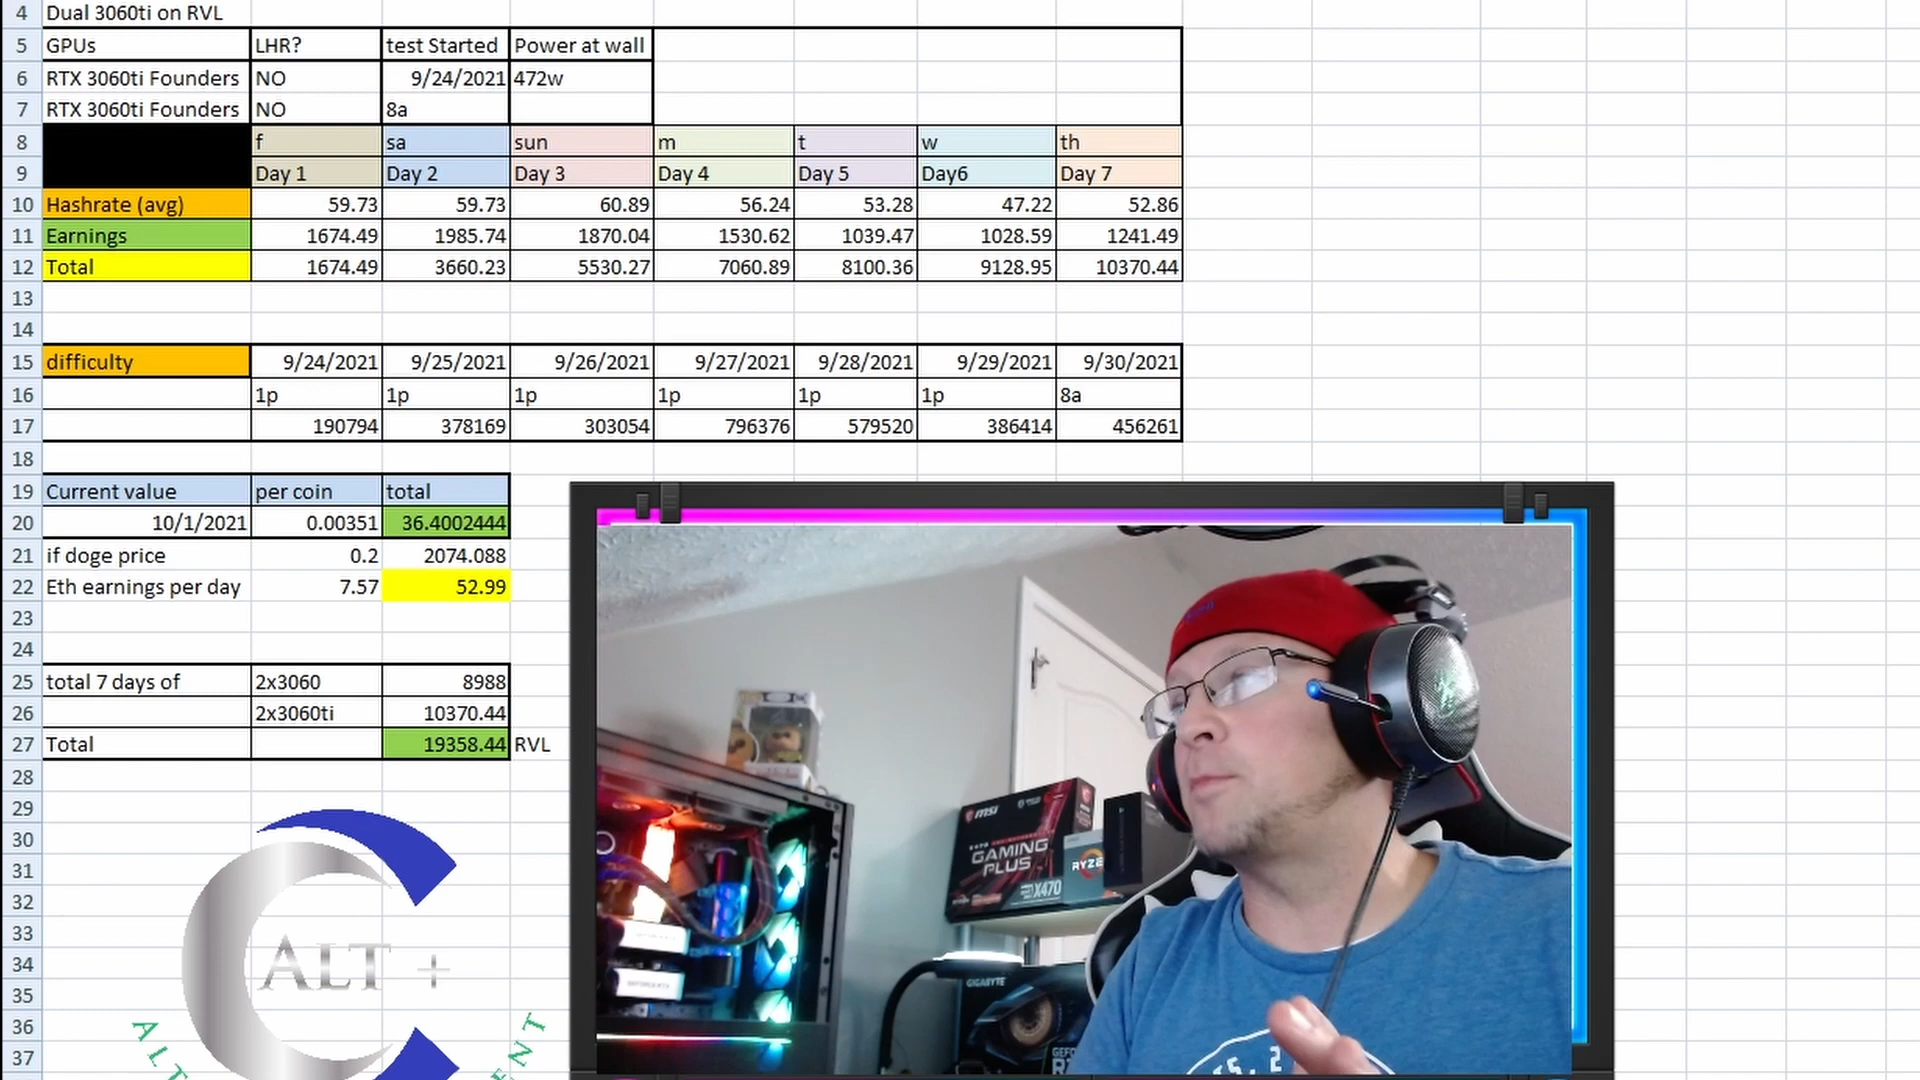 4 Dual 3060ti on RVL
5 GPUs LHR? test Started Power at wall
6 RTX 3060ti Founders NO 9/24/2021 472w
7 RTX 3060ti Founders NO 8a
8 f sa sun m t w th
9 Day 1 Day 2 Day 3 Day 4 Day 5 Day6 Day 7
10 Hashrate (avg) 59.73 59.73 60.89 56.24 53.28 47.22 52.86
11 Earnings 1674.49 1985.74 1870.04 1530.62 1039.47 1028.59 1241.49
12 Total 1674.49 3660.23 5530.27 7060.89 8100.36 9128.95 10370.44
13
14
15 difficulty 9/24/2021 9/25/2021 9/26/2021 9/27/2021 9/28/2021 9/29/2021 9/30/2021
16 1p 1p 1p 1p 1p 1p 8a
17 190794 378169 303054 796376 579520 386414 456261
18
19 Current value per coin total
20 10/1/2021 0.00351 36.4002444
21 if doge price 0.2 2074.088
22 Eth earnings per day 7.57 52.99
23
24
25 total 7 days of 2x3060 8988
26 2x3060ti 10370.44
27 Total 19358.44 RVL
28
29
30
31
32
33
34
35
36
37
ALT +
msi
GAMING
PLUS
X470
RYZE
GIGABYTE